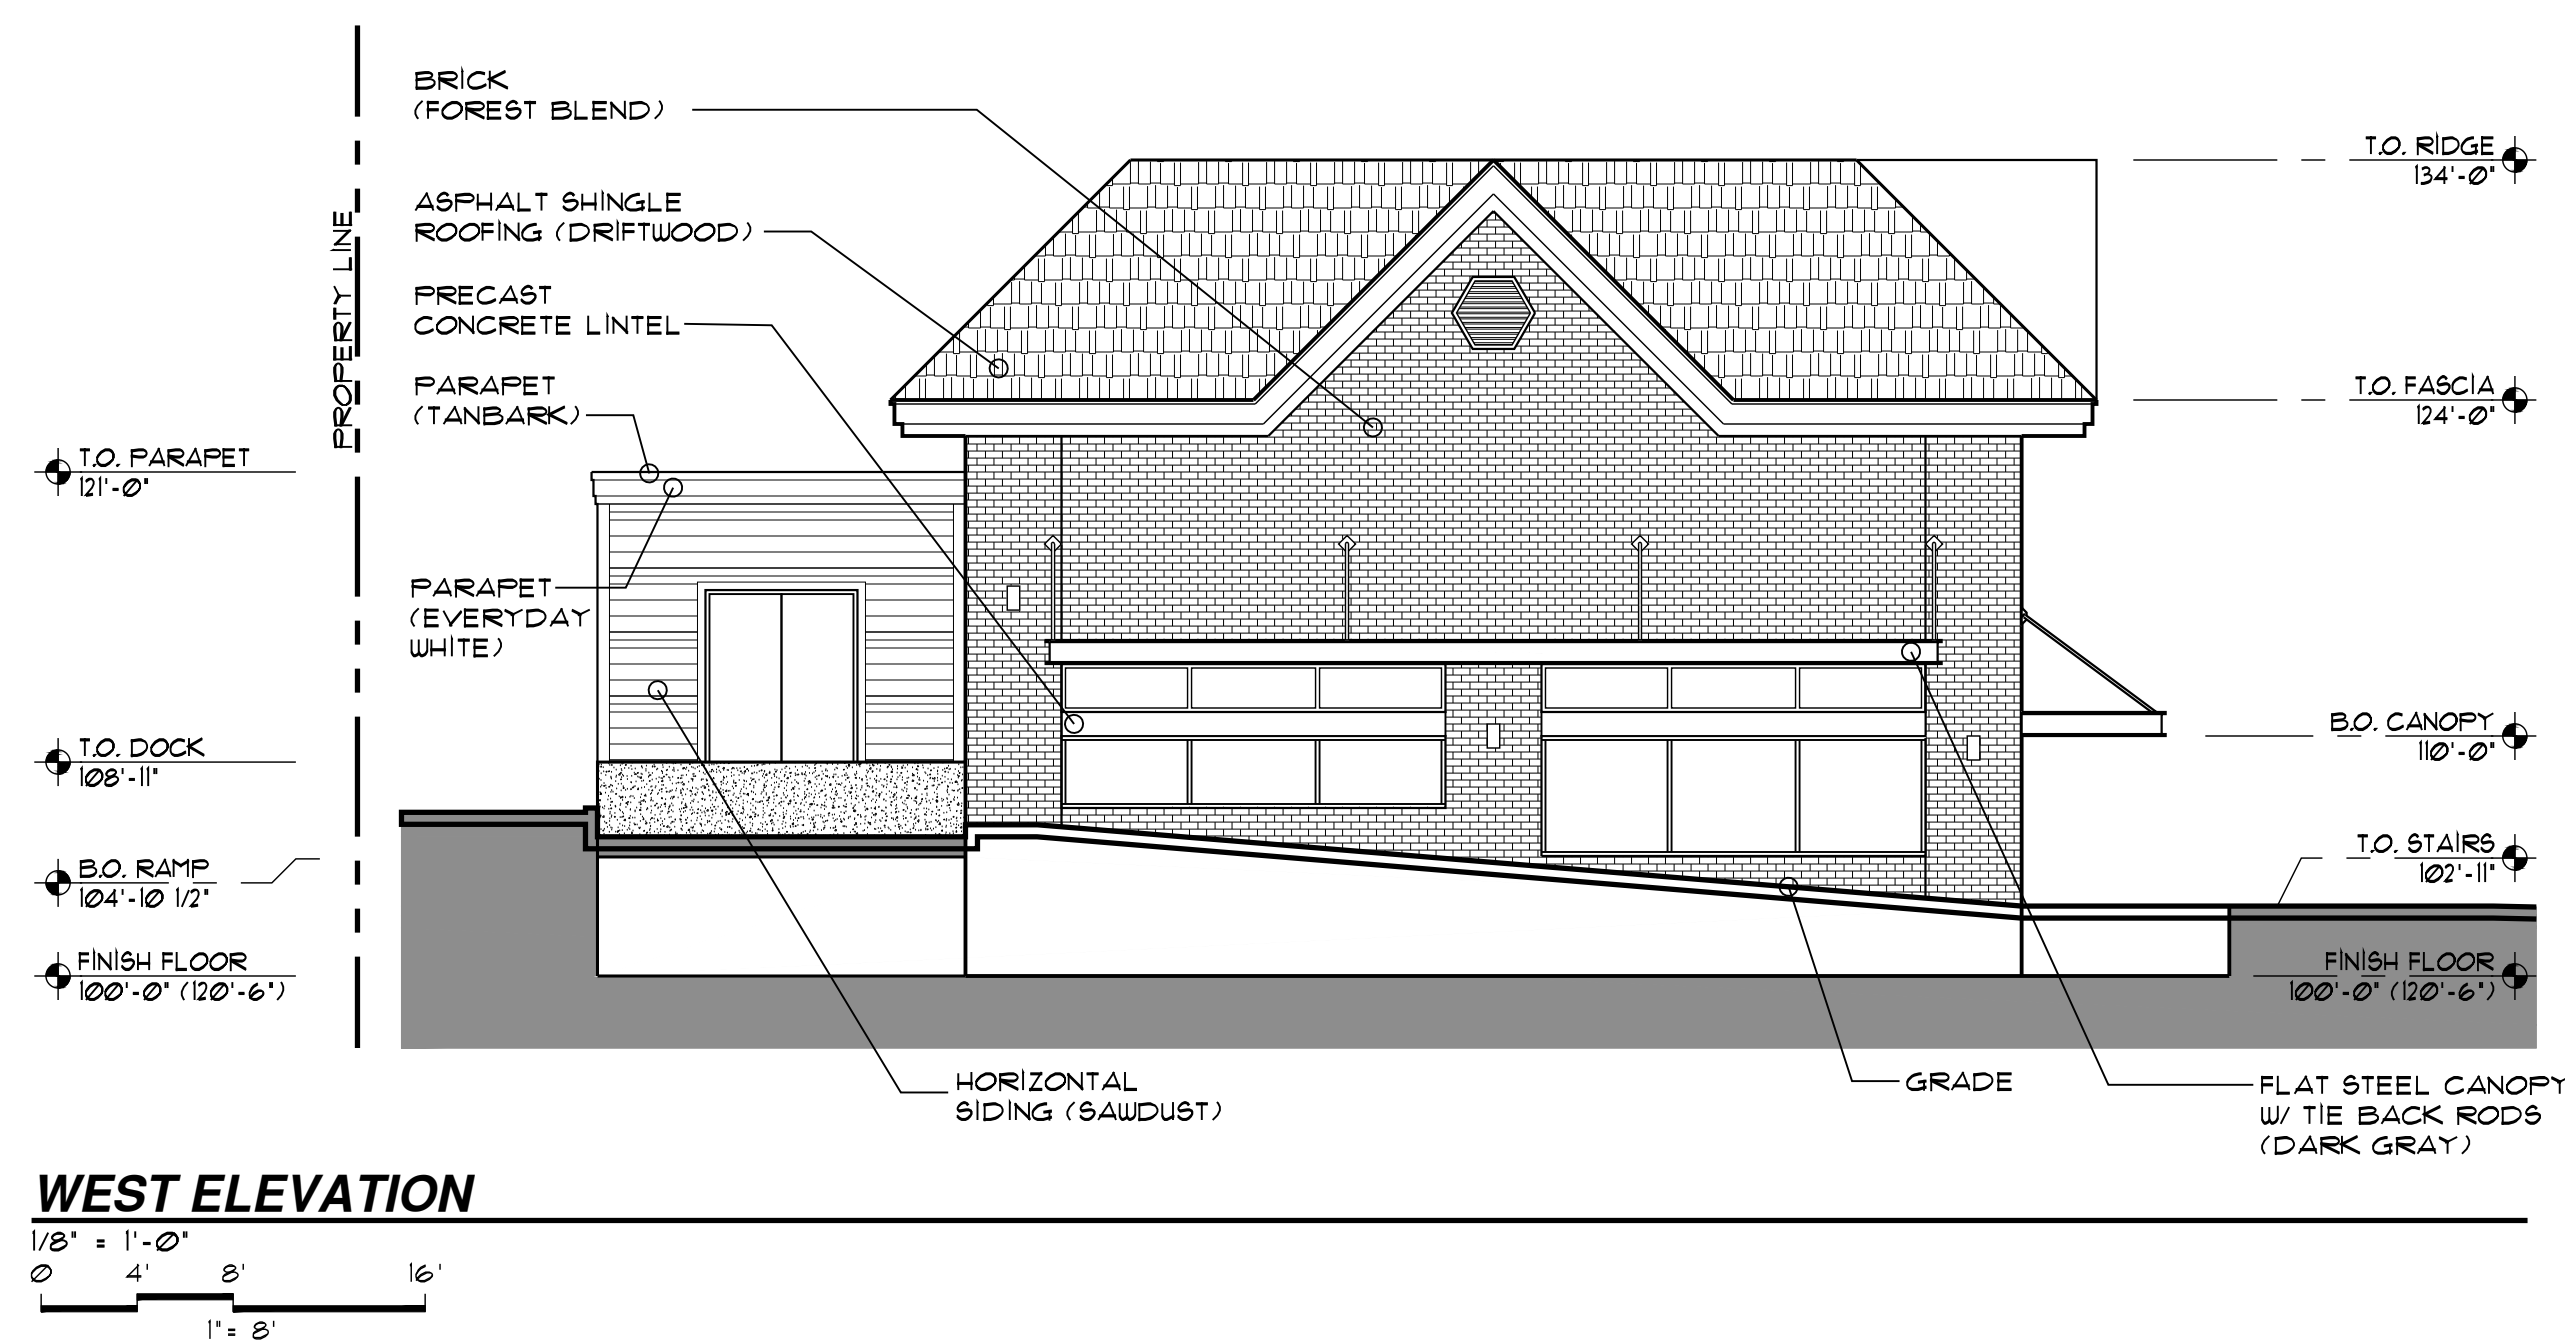 BRICK
(FOREST BLEND)
T.O. RIDGE
134'-0"
ASPHALT SHINGLE
ROOFING (DRIFTWOOD)
PROPERTY LINE
PRECAST
CONCRETE LINTEL
PARAPET
(TANBARK)
T.O. FASCIA
124'-0"
T.O. PARAPET
121'-0"
PARAPET
(EVERYDAY
WHITE)
T.O. DOCK
108'-11"
B.O. CANOPY
110'-0"
B.O. RAMP
104'-10 1/2"
T.O. STAIRS
102'-11"
FINISH FLOOR
100'-0" (120'-6")
FINISH FLOOR
100'-0" (120'-6")
HORIZONTAL
SIDING (SAWDUST)
GRADE
FLAT STEEL CANOPY
W/ TIE BACK RODS
(DARK GRAY)
WEST ELEVATION
1/8" = 1'-0"
0 4' 8' 16'
1"= 8'